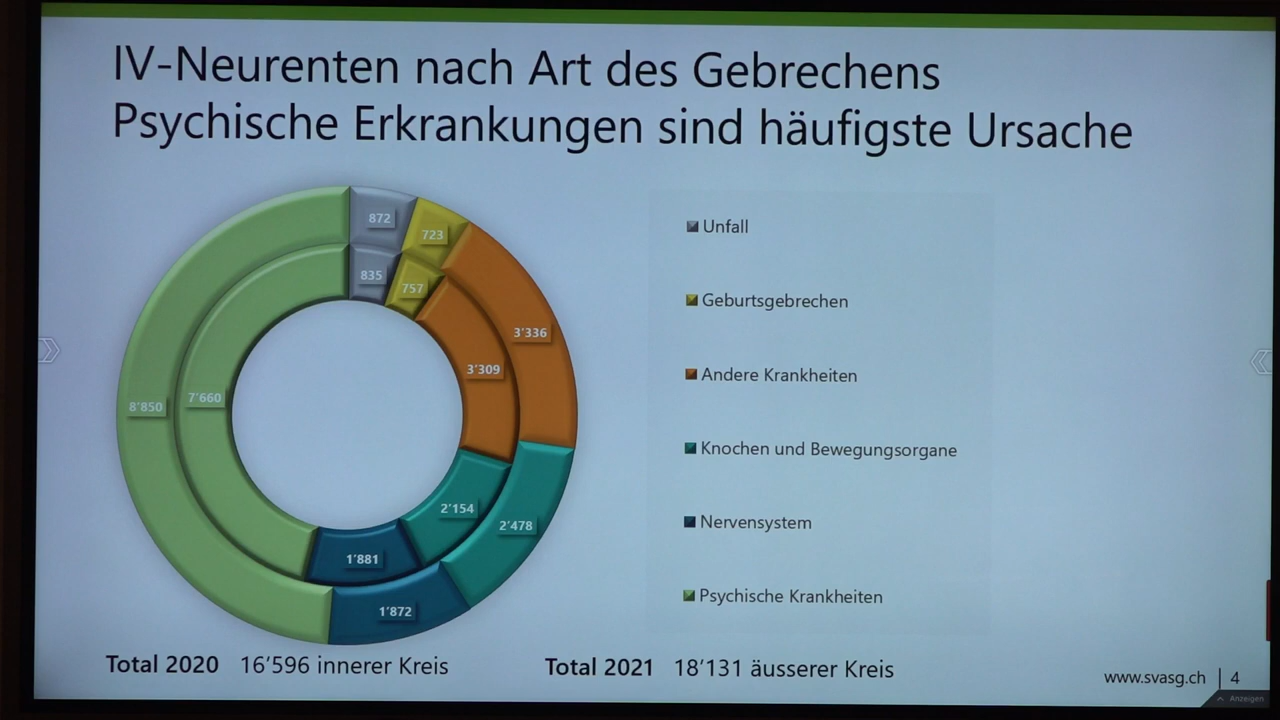 IV-Neurenten nach Art des Gebrechens
Psychische Erkrankungen sind häufigste Ursache
872
723
835
757
3’336
3’309
8’850
7’660
2’154
2’478
1’881
1’872
Unfall
Geburtsgebrechen
Andere Krankheiten
Knochen und Bewegungsorgane
Nervensystem
Psychische Krankheiten
Total 2020 16’596 innerer Kreis
Total 2021 18’131 äusserer Kreis
www.svasg.ch | 4
Anzeigen